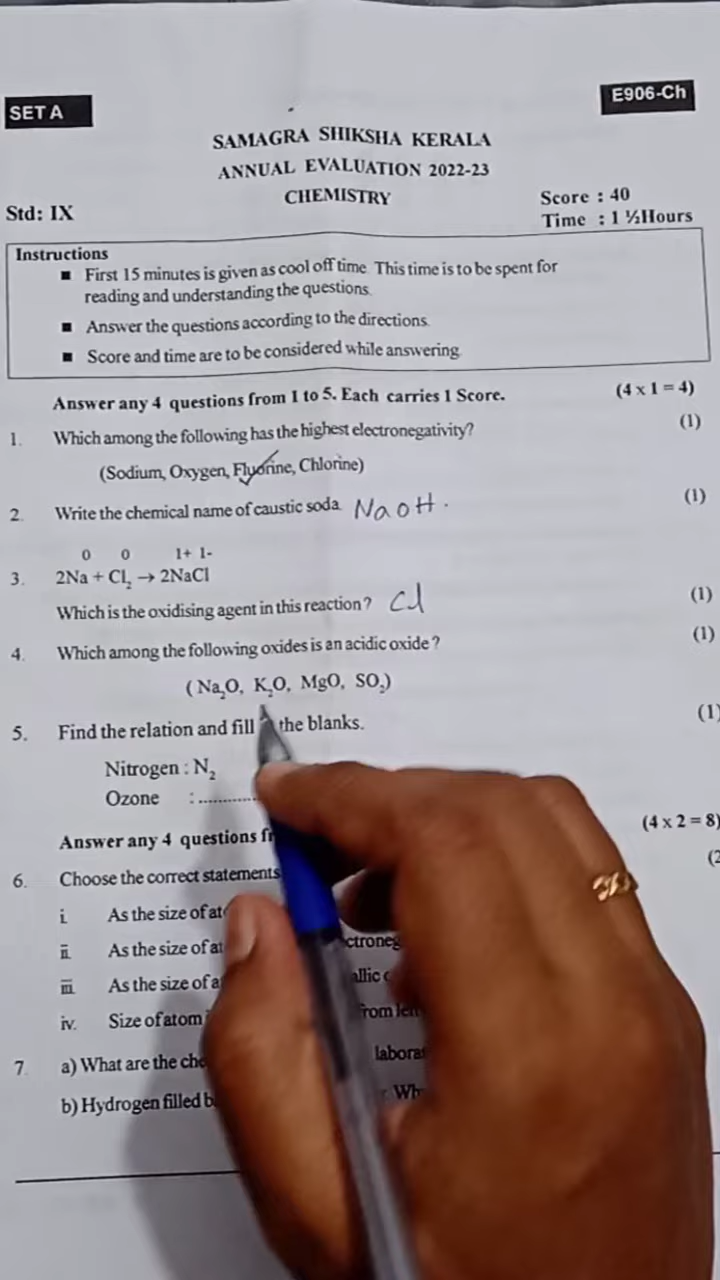 SET A
E906-Ch
SAMAGRA SHIKSHA KERALA
ANNUAL EVALUATION 2022-23
CHEMISTRY
Std: IX
Score : 40
Time : 1 ½Hours
Instructions
■ First 15 minutes is given as cool off time. This time is to be spent for
reading and understanding the questions.
■ Answer the questions according to the directions.
■ Score and time are to be considered while answering.
Answer any 4 questions from 1 to 5. Each carries 1 Score. (4 x 1 = 4)
1. Which among the following has the highest electronegativity? (1)
(Sodium, Oxygen, Flyorine, Chlorine)
2. Write the chemical name of caustic soda. NaOH. (1)
0 0 1+ 1-
3. 2Na + Cl₂ → 2NaCl
Which is the oxidising agent in this reaction? Cl (1)
4. Which among the following oxides is an acidic oxide? (1)
(Na₂O, K₂O, MgO, SO₂)
5. Find the relation and fill the blanks. (1)
Nitrogen : N₂
Ozone : ............
Answer any 4 questions (4 x 2 = 8)
6. Choose the correct statements
i. As the size of
ii. As the size of
iii. As the size of
iv. Size of atom
7. a) What are the
b) Hydrogen filled